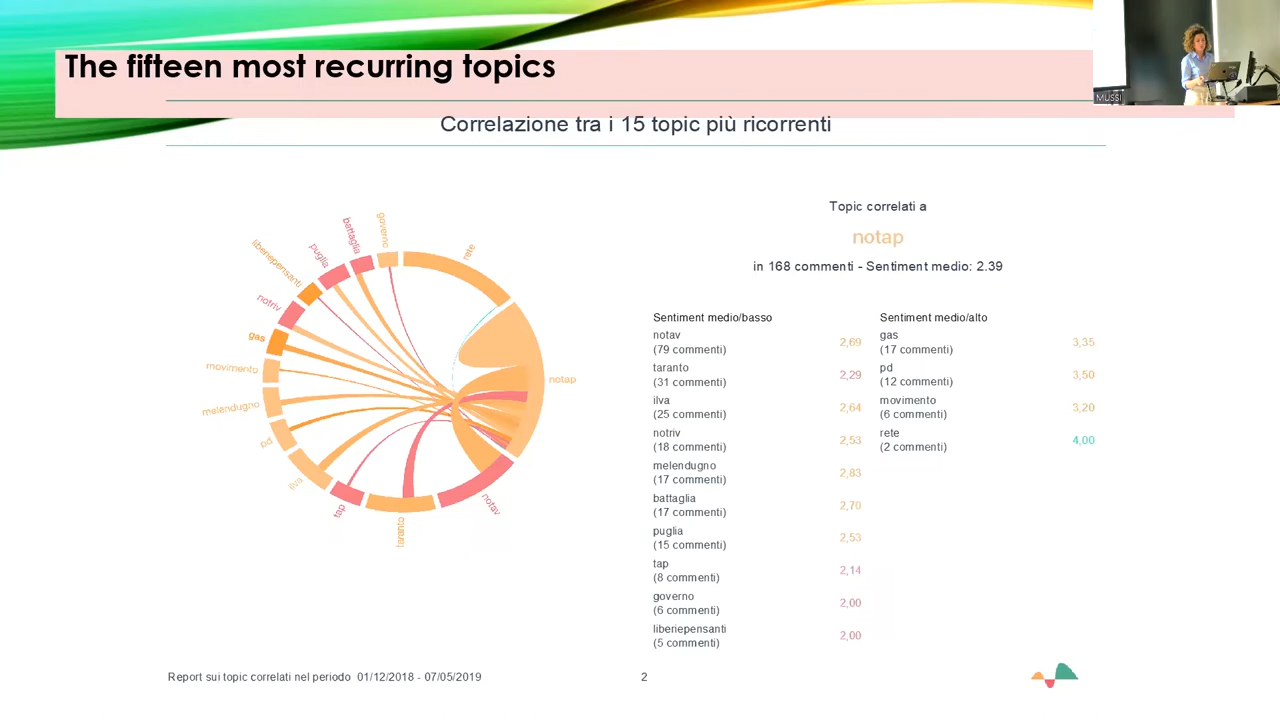 The fifteen most recurring topics
MUSSI
Correlazione tra i 15 topic più ricorrenti
governo
battaglia
puglia
liberiepensanti
notriv
gas
movimento
melendugno
pd
ilva
tap
taranto
notav
notap
rete
Topic correlati a
notap
in 168 commenti - Sentiment medio: 2.39
Sentiment medio/basso
notav
(79 commenti) 2,69
taranto
(31 commenti) 2,29
ilva
(25 commenti) 2,64
notriv
(18 commenti) 2,53
melendugno
(17 commenti) 2,83
battaglia
(17 commenti) 2,70
puglia
(15 commenti) 2,53
tap
(8 commenti) 2,14
governo
(6 commenti) 2,00
liberiepensanti
(5 commenti) 2,00
Sentiment medio/alto
gas
(17 commenti) 3,35
pd
(12 commenti) 3,50
movimento
(6 commenti) 3,20
rete
(2 commenti) 4,00
Report sui topic correlati nel periodo 01/12/2018 - 07/05/2019
2